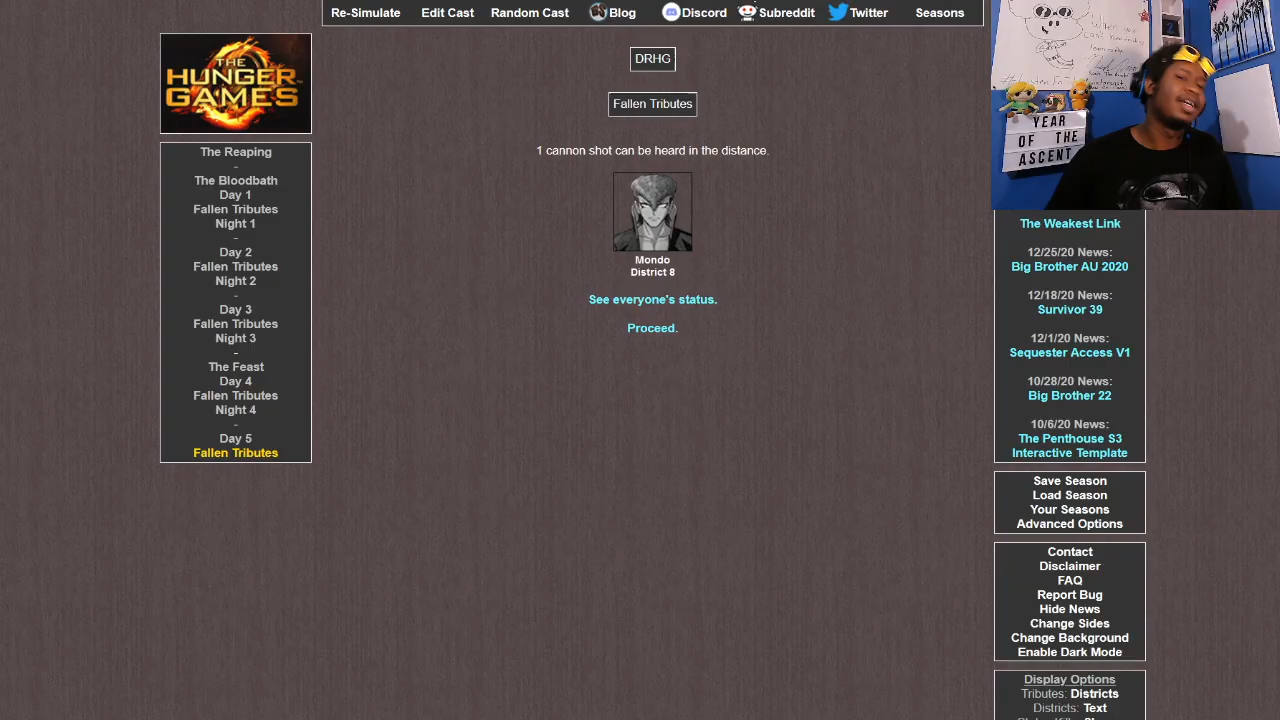 Re-Simulate
Edit Cast
Random Cast
Blog
Discord
Subreddit
Twitter
Seasons
THE
HUNGER
GAMES
The Reaping
-
The Bloodbath
Day 1
Fallen Tributes
Night 1
-
Day 2
Fallen Tributes
Night 2
-
Day 3
Fallen Tributes
Night 3
-
The Feast
Day 4
Fallen Tributes
Night 4
-
Day 5
Fallen Tributes
DRHG
Fallen Tributes
1 cannon shot can be heard in the distance.
Mondo
District 8
See everyone's status.
Proceed.
YEAR
OF THE
ASCENT
The Weakest Link
12/25/20 News:
Big Brother AU 2020
12/18/20 News:
Survivor 39
12/1/20 News:
Sequester Access V1
10/28/20 News:
Big Brother 22
10/6/20 News:
The Penthouse S3
Interactive Template
Save Season
Load Season
Your Seasons
Advanced Options
Contact
Disclaimer
FAQ
Report Bug
Hide News
Change Sides
Change Background
Enable Dark Mode
Display Options
Tributes: Districts
Districts: Text